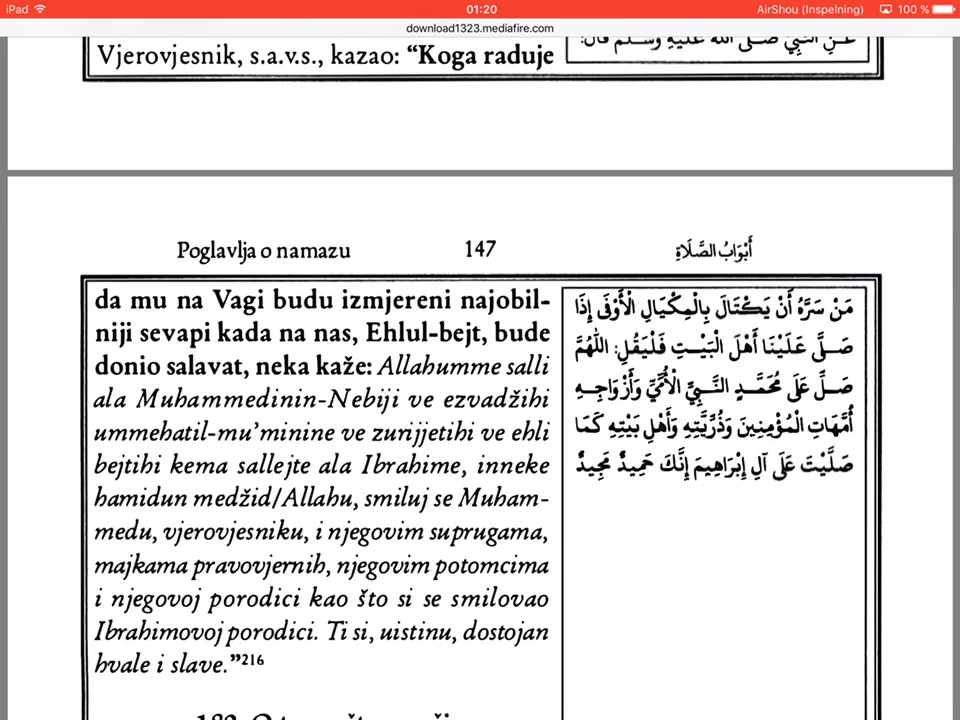 iPad 01:20 AirShou (Inspelning) 100 %
download1323.mediafire.com
Vjerovjesnik, s.a.v.s., kazao: “Koga raduje
عَنِ النَّبِيِّ صَلَّى اللَّهُ عَلَيْهِ وَسَلَّمَ قَالَ:
Poglavlja o namazu 147 أَبْوَابُ الصَّلَاةِ
da mu na Vagi budu izmjereni najobil-
niji sevapi kada na nas, Ehlul-bejt, bude
donio salavat, neka kaže: Allahumme salli
ala Muhammedinin-Nebiji ve ezvadžihi
ummehatil-mu’minine ve zurijjetihi ve ehli
bejtihi kema sallejte ala Ibrahime, inneke
hamidun medžid/Allahu, smiluj se Muham-
medu, vjerovjesniku, i njegovim suprugama,
majkama pravovjernih, njegovim potomcima
i njegovoj porodici kao što si se smilovao
Ibrahimovoj porodici. Ti si, uistinu, dostojan
hvale i slave.”216
مَنْ سَرَّهُ أَنْ يَكْتَالَ بِالْمِكْيَالِ الْأَوْفَى إِذَا
صَلَّى عَلَيْنَا أَهْلَ الْبَيْتِ فَلْيَقُلِ: اللَّهُمَّ
صَلِّ عَلَى مُحَمَّدٍ النَّبِيِّ الْأُمِّيِّ وَأَزْوَاجِهِ
أُمَّهَاتِ الْمُؤْمِنِينَ وَذُرِّيَّتِهِ وَأَهْلِ بَيْتِهِ كَمَا
صَلَّيْتَ عَلَى آلِ إِبْرَاهِيمَ إِنَّكَ حَمِيدٌ مَجِيدٌ